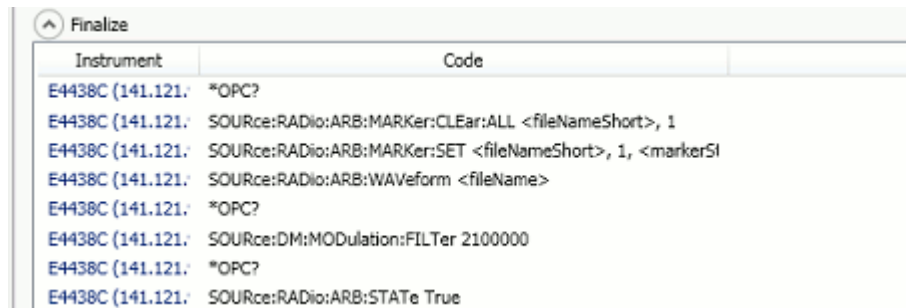 Finalize
Instrument Code
E4438C (141.121. *OPC?
E4438C (141.121. SOURce:RADio:ARB:MARKer:CLEar:ALL <fileNameShort>, 1
E4438C (141.121. SOURce:RADio:ARB:MARKer:SET <fileNameShort>, 1,
E4438C (141.121. SOURce:RADio:ARB:WAVeform <fileName>
E4438C (141.121. *OPC?
E4438C (141.121. SOURce:DM:MODulation:FILTer 2100000
E4438C (141.121. *OPC?
E4438C (141.121. SOURce:RADio:ARB:STATe True